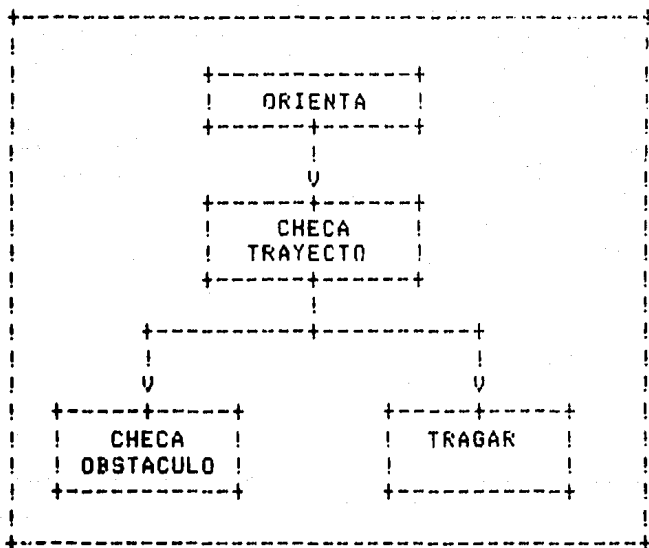 ORIENTA
V
CHECA
TRAYECTO
V V
CHECA TRAGAR
OBSTACULO